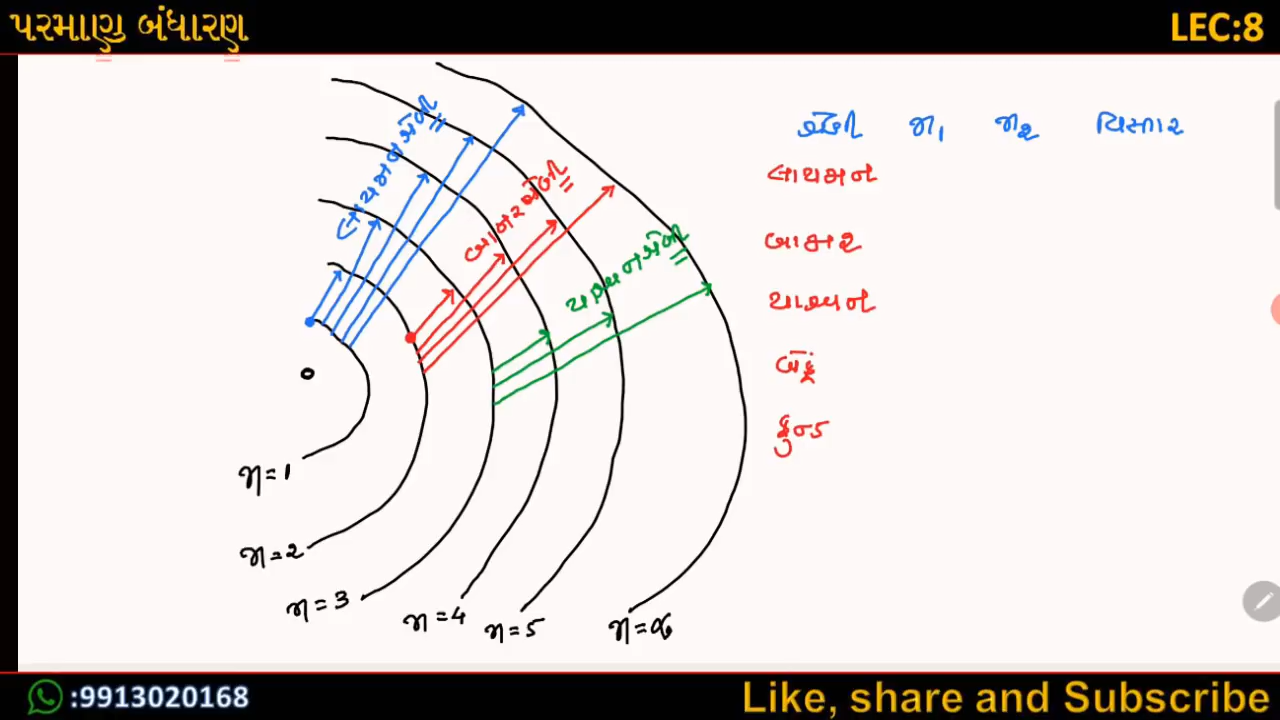 પરમાણુ બંધારણ
LEC:8
લાયમન શ્રેણી
બામર શ્રેણી
પાશ્ચન શ્રેણી
n=1
n=2
n=3
n=4
n=5
n=∝
શ્રેણી n₁ n₂ વિસ્તાર
લાયમન
બામર
પાશ્ચન
બ્રેકેટ
ફુન્ડ
:9913020168
Like, share and Subscribe